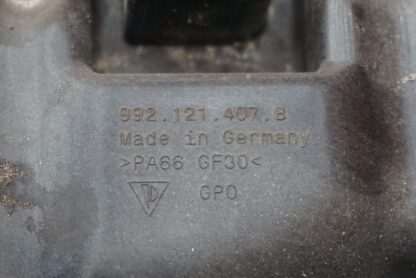 992.121.407.B
Made in Germany
>PA66 GF30<
GPO